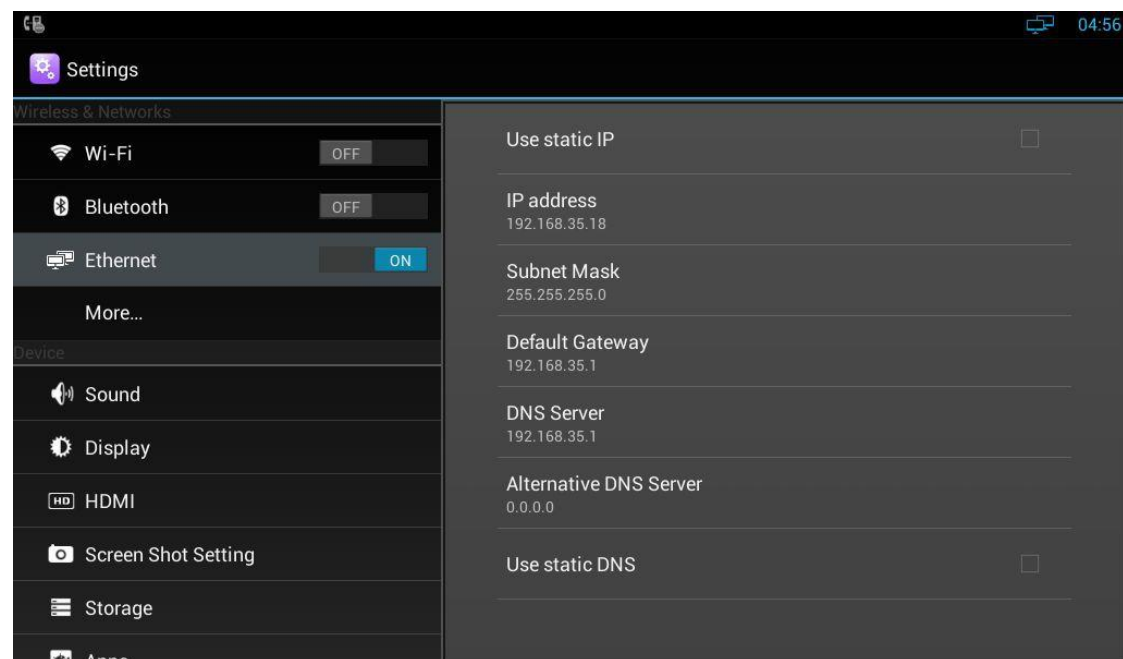 04:56
Settings
Wireless & Networks
Wi-Fi OFF
Bluetooth OFF
Ethernet ON
More...
Device
Sound
Display
HD HDMI
Screen Shot Setting
Storage
Apps
Use static IP
IP address
192.168.35.18
Subnet Mask
255.255.255.0
Default Gateway
192.168.35.1
DNS Server
192.168.35.1
Alternative DNS Server
0.0.0.0
Use static DNS